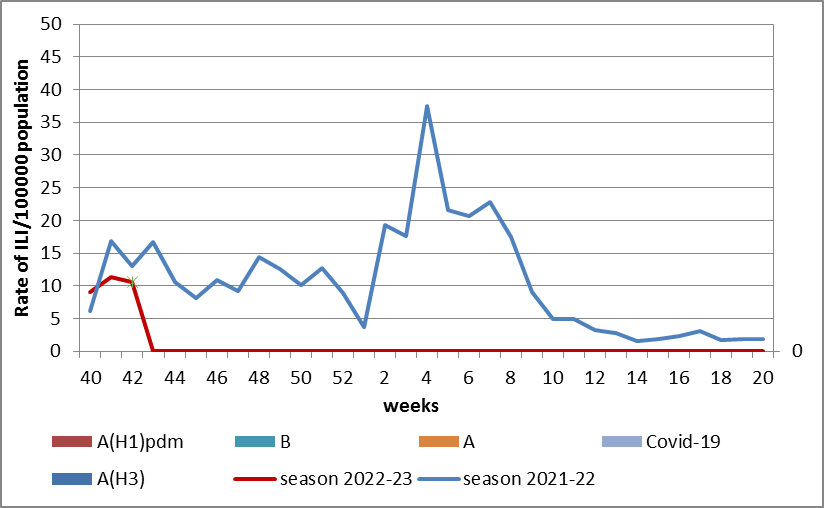 Rate of ILI/100000 population
50
45
40
35
30
25
20
15
10
5
0
0
40 42 44 46 48 50 52 2 4 6 8 10 12 14 16 18 20
weeks
A(H1)pdm B A Covid-19
A(H3) season 2022-23 season 2021-22